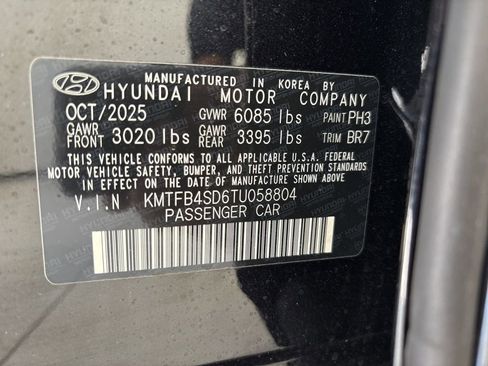 MANUFACTURED IN KOREA BY
HYUNDAI MOTOR COMPANY
OCT/2025 GVWR 6085 lbs PAINT PH3
GAWR FRONT 3020 lbs GAWR REAR 3395 lbs TRIM BR7
THIS VEHICLE CONFORMS TO ALL APPLICABLE U.S.A. FEDERAL
MOTOR VEHICLE SAFETY, BUMPER, AND THEFT PREVENTION STANDARDS
IN EFFECT ON THE DATE OF MANUFACTURE SHOWN ABOVE.
V.I.N KMTFB4SD6TU058804
PASSENGER CAR